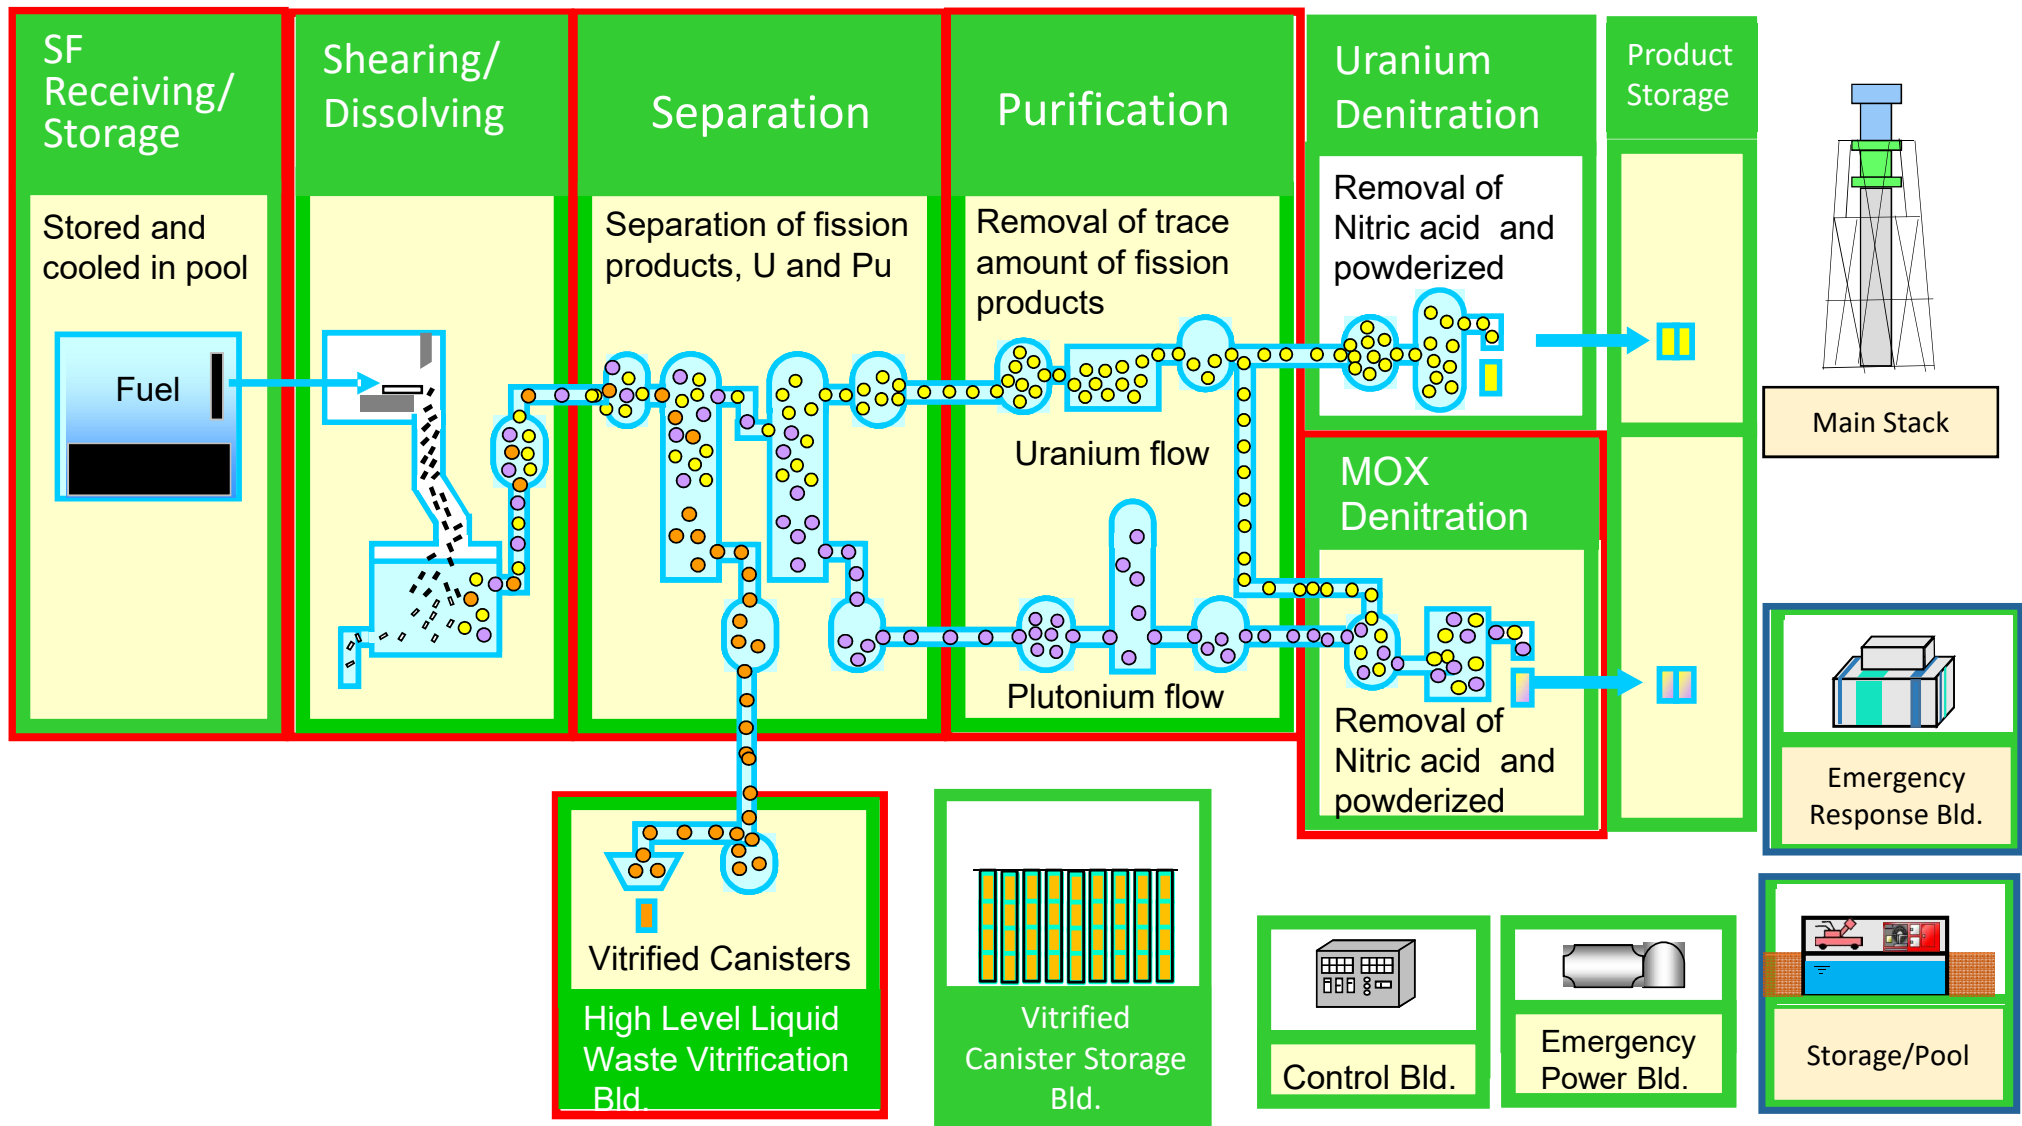 SF
Receiving/
Storage
Stored and
cooled in pool
Fuel
Shearing/
Dissolving
Separation
Separation of fission
products, U and Pu
Purification
Removal of trace
amount of fission
products
Uranium flow
Plutonium flow
Uranium
Denitration
Removal of
Nitric acid and
powderized
MOX
Denitration
Removal of
Nitric acid and
powderized
Product
Storage
Main Stack
Emergency
Response Bld.
Storage/Pool
Vitrified Canisters
High Level Liquid
Waste Vitrification
Bld.
Vitrified
Canister Storage
Bld.
Control Bld.
Emergency
Power Bld.